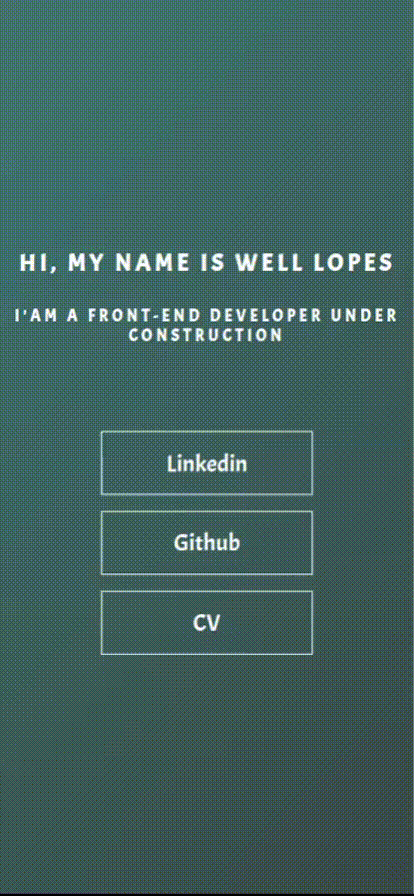 HI, MY NAME IS WELL LOPES
I'AM A FRONT-END DEVELOPER UNDER
CONSTRUCTION
Linkedin
Github
CV